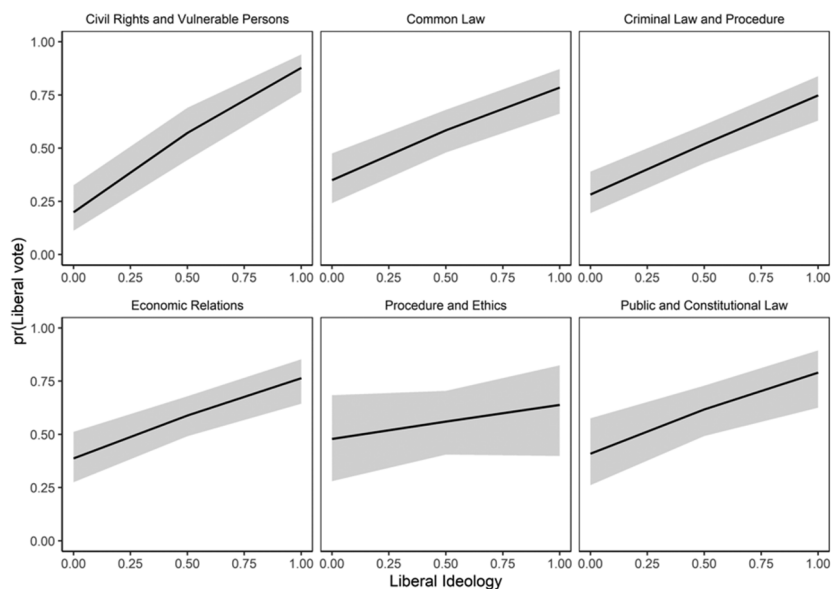 Civil Rights and Vulnerable Persons Common Law Criminal Law and Procedure
1.00
0.75
0.50
0.25
0.00
0.00 0.25 0.50 0.75 1.00 0.00 0.25 0.50 0.75 1.00 0.00 0.25 0.50 0.75 1.00
pr(Liberal vote)
Economic Relations Procedure and Ethics Public and Constitutional Law
1.00
0.75
0.50
0.25
0.00
0.00 0.25 0.50 0.75 1.00 0.00 0.25 0.50 0.75 1.00 0.00 0.25 0.50 0.75 1.00
Liberal Ideology